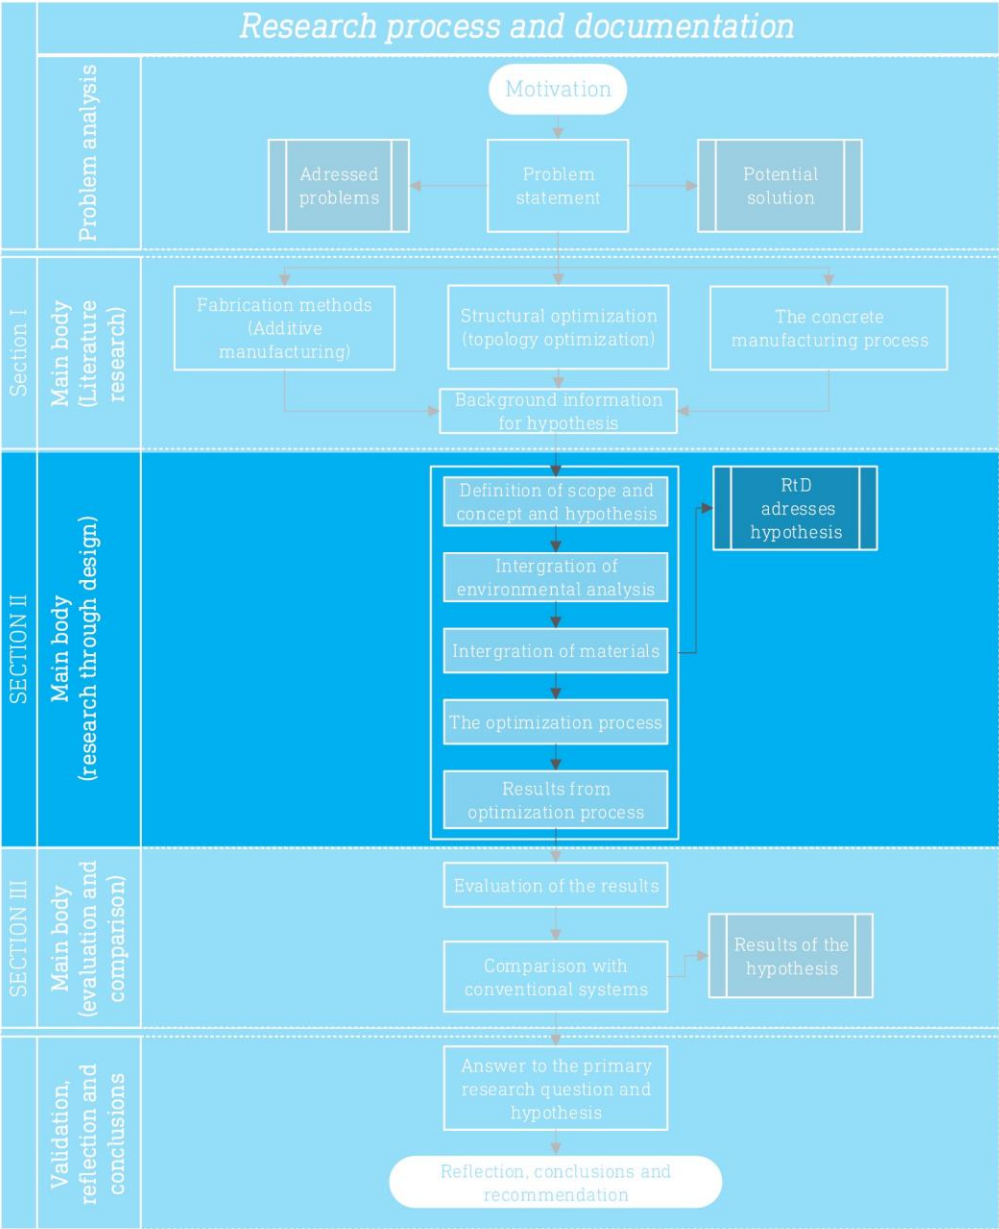 Research process and documentation
Problem analysis
Motivation
Adressed
problems
Problem
statement
Potential
solution
Section I
Main body
(Literature
research)
Fabrication methods
(Additive
manufacturing)
Structural optimization
(topology optimization)
The concrete
manufacturing process
Background information
for hypothesis
SECTION II
Main body
(research through design)
Definition of scope and
concept and hypothesis
RtD
adresses
hypothesis
Intergration of
environmental analysis
Intergration of materials
The optimization process
Results from
optimization process
SECTION III
Main body
(evaluation and
comparison)
Evaluation of the results
Comparison with
conventional systems
Results of the
hypothesis
Validation,
reflection and
conclusions
Answer to the primary
research question and
hypothesis
Reflection, conclusions and
recommendation